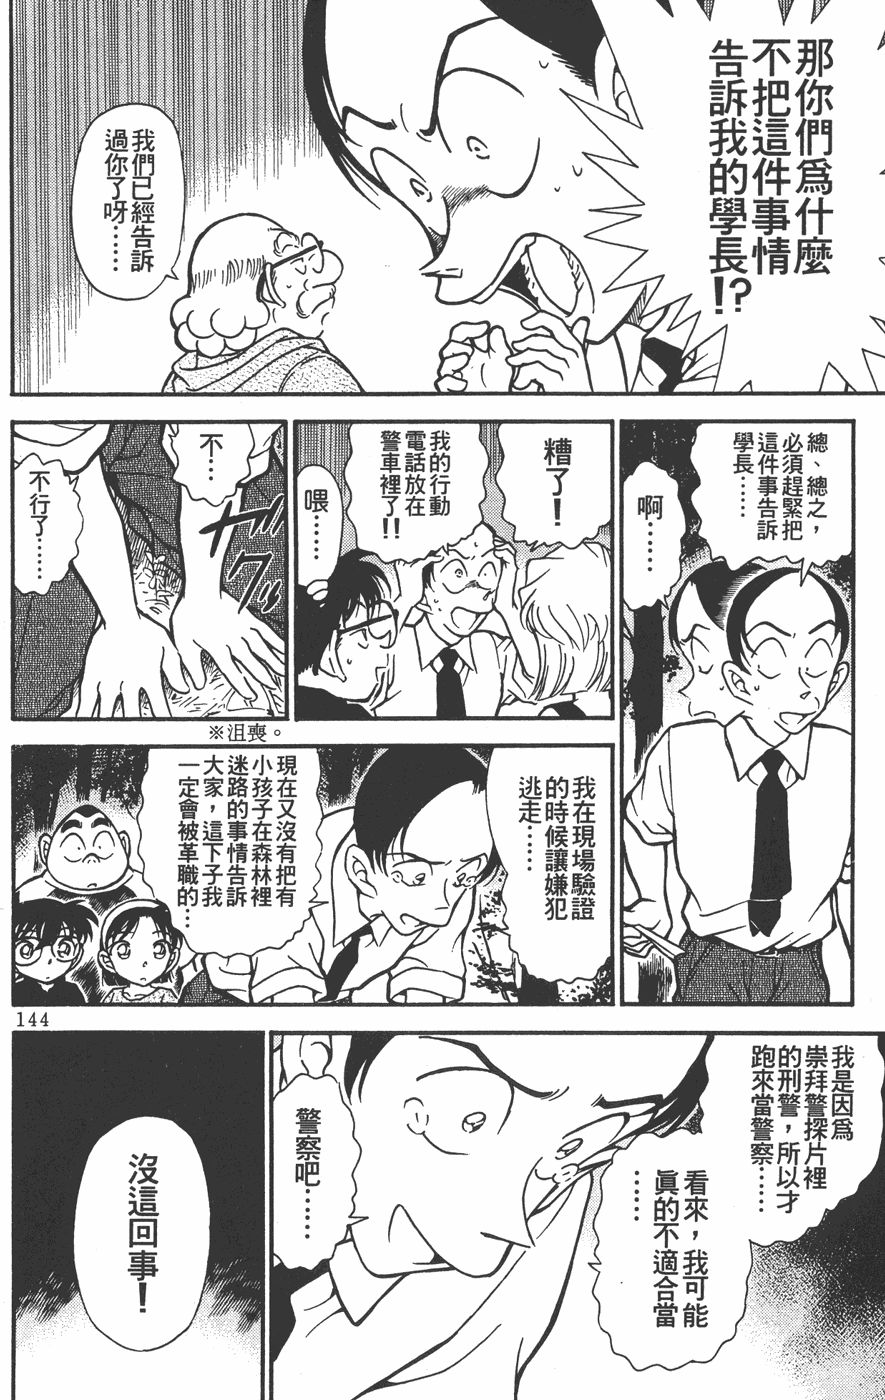 那你們爲什麼
不把這件事情
告訴我的學長!?
我們已經告訴
過你了呀……
總、總之，
必須趕緊把
這件事告訴
學長……
啊……
糟了！
我的行動
電話放在
警車裡了!!
喂……
不…
不行了……
※沮喪。
我在現場驗證
的時候讓嫌犯
逃走……
現在又沒有把有
小孩子在森林裡
迷路的事情告訴
大家，這下子我
一定會被革職的…
144
我是因爲
崇拜警探片裡
的刑警，所以才
跑來當警察……
看來，我可能
眞的不適合當
……
警察吧……
沒這回事！